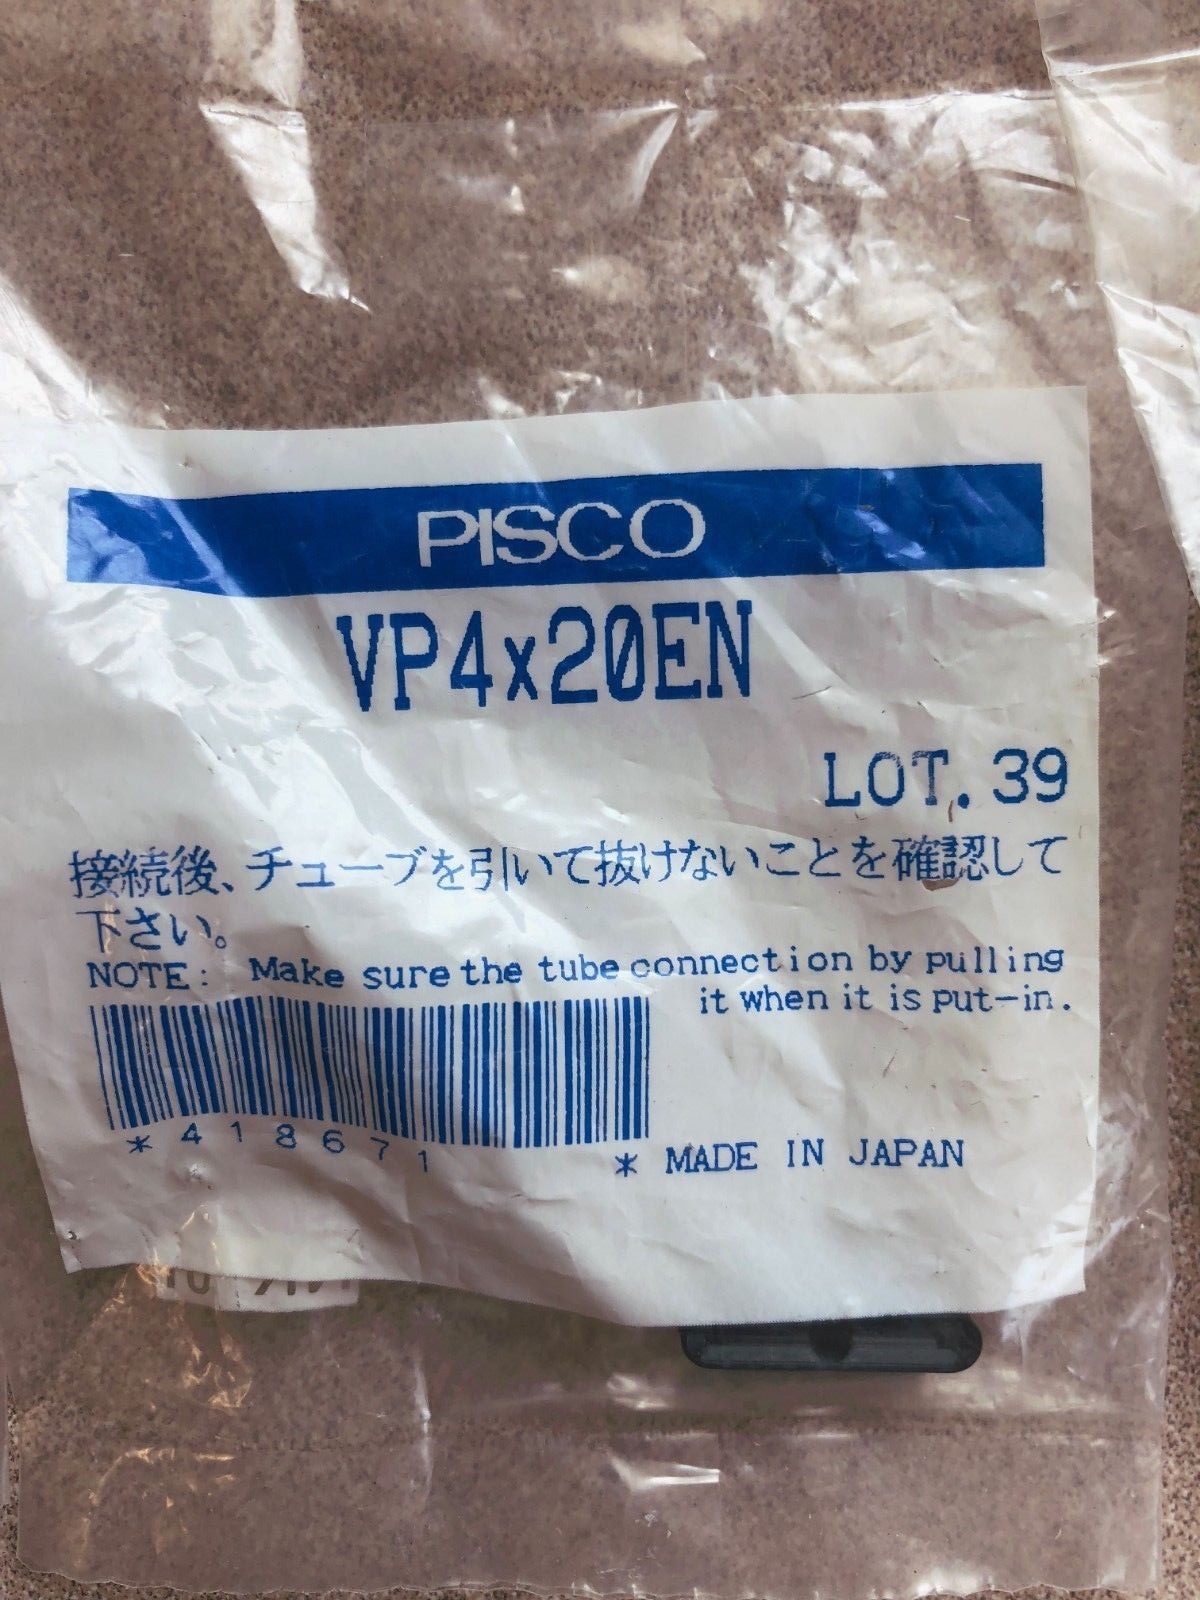 PISCO
VP4x20EN
LOT. 39
接続後、チューブを引いて抜けないことを確認して
下さい。
NOTE: Make sure the tube connection by pulling
it when it is put-in.
*418671*
MADE IN JAPAN